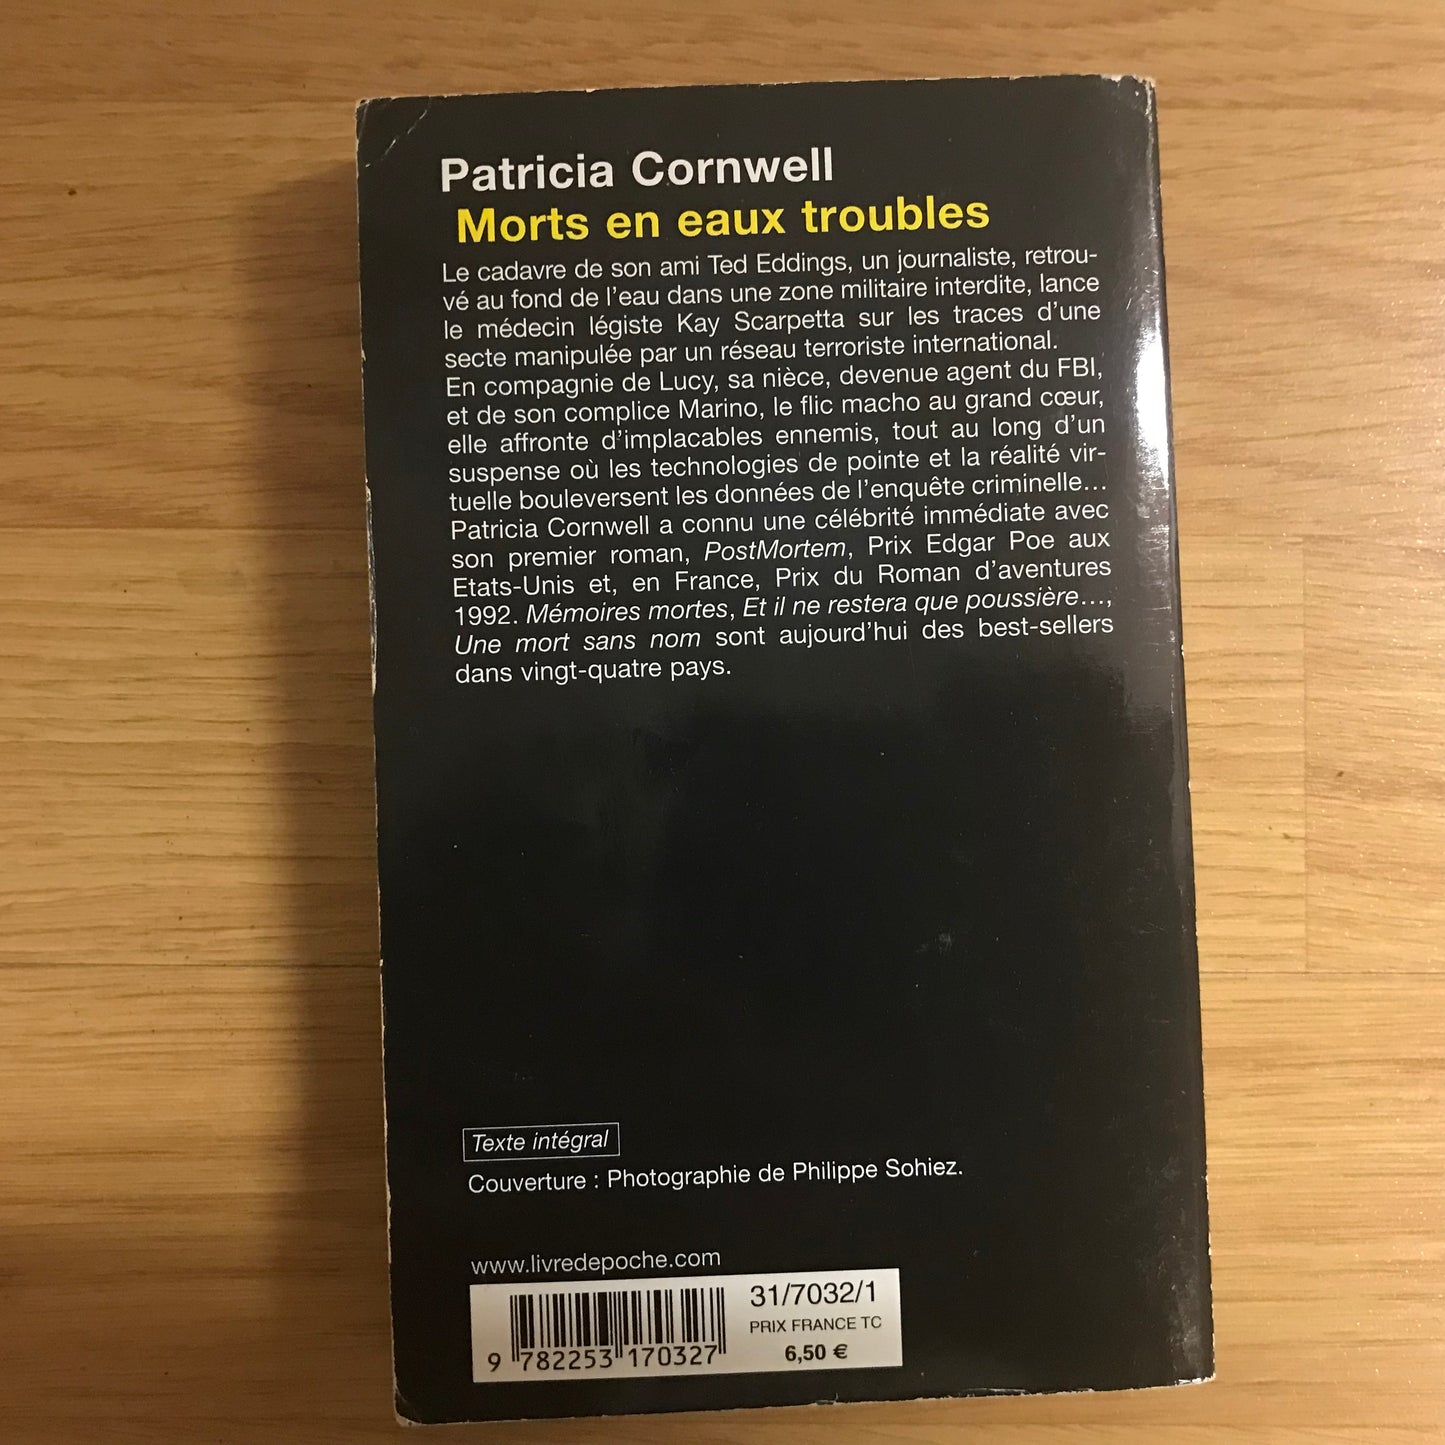 Patricia Cornwell
Morts en eaux troubles
Le cadavre de son ami Ted Eddings, un journaliste, retrou-
vé au fond de l'eau dans une zone militaire interdite, lance
le médecin légiste Kay Scarpetta sur les traces d'une
secte manipulée par un réseau terroriste international.
En compagnie de Lucy, sa nièce, devenue agent du FBI,
et de son complice Marino, le flic macho au grand cœur,
elle affronte d'implacables ennemis, tout au long d'un
suspense où les technologies de pointe et la réalité vir-
tuelle bouleversent les données de l'enquête criminelle...
Patricia Cornwell a connu une célébrité immédiate avec
son premier roman, PostMortem, Prix Edgar Poe aux
Etats-Unis et, en France, Prix du Roman d'aventures
1992. Mémoires mortes, Et il ne restera que poussière...,
Une mort sans nom sont aujourd'hui des best-sellers
dans vingt-quatre pays.
Texte intégral
Couverture : Photographie de Philippe Sohiez.
www.livredepoche.com
31/7032/1
PRIX FRANCE TC
6,50 €
9 782253 170327